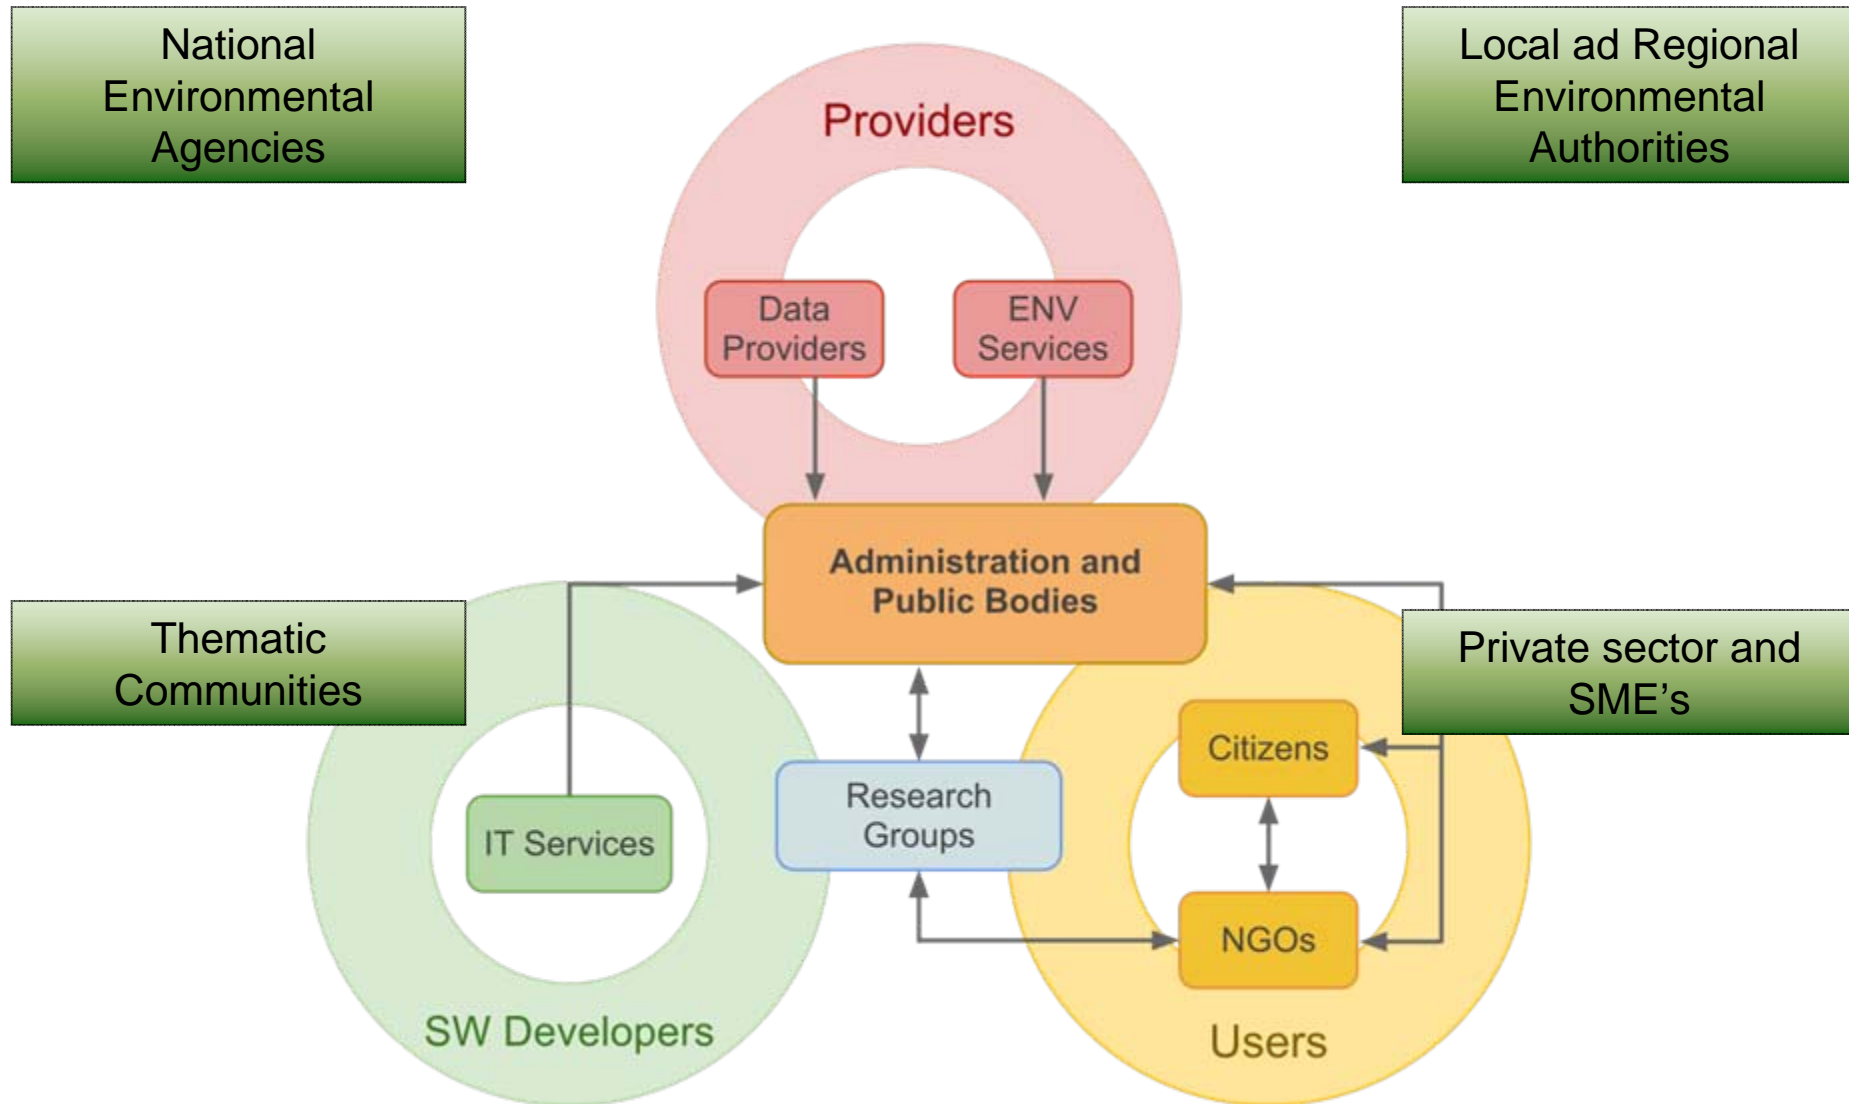 National
Environmental
Agencies
Local ad Regional
Environmental
Authorities
Providers
Data
Providers
ENV
Services
Administration and
Public Bodies
Thematic
Communities
Private sector and
SME's
Citizens
Research
Groups
IT Services
NGOs
SW Developers
Users